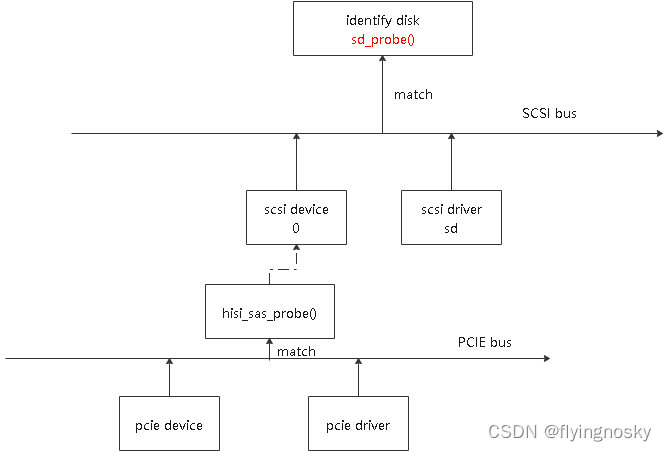 identify disk
sd_probe()
match
SCSI bus
scsi device
0
scsi driver
sd
hisi_sas_probe()
PCIE bus
match
pcie device
pcie driver
CSDN @flyingnosky